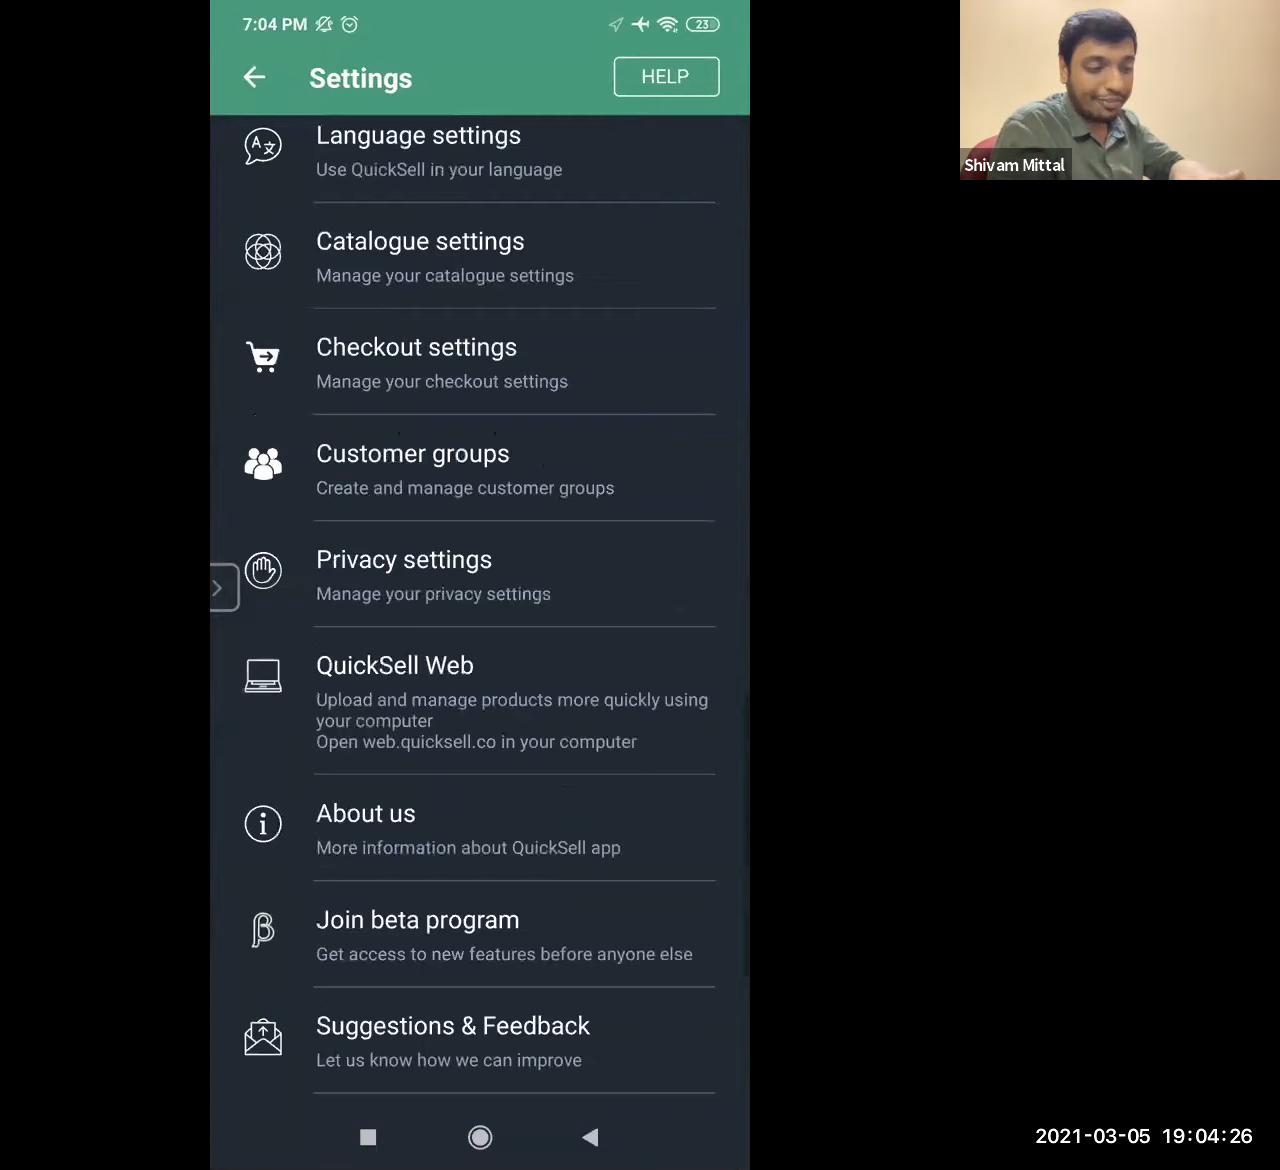 7:04 PM
23
Settings
HELP
Language settings
Use QuickSell in your language
Catalogue settings
Manage your catalogue settings
Checkout settings
Manage your checkout settings
Customer groups
Create and manage customer groups
Privacy settings
Manage your privacy settings
QuickSell Web
Upload and manage products more quickly using
your computer
Open web.quicksell.co in your computer
About us
More information about QuickSell app
Join beta program
Get access to new features before anyone else
Suggestions & Feedback
Let us know how we can improve
Shivam Mittal
2021-03-05 19:04:26